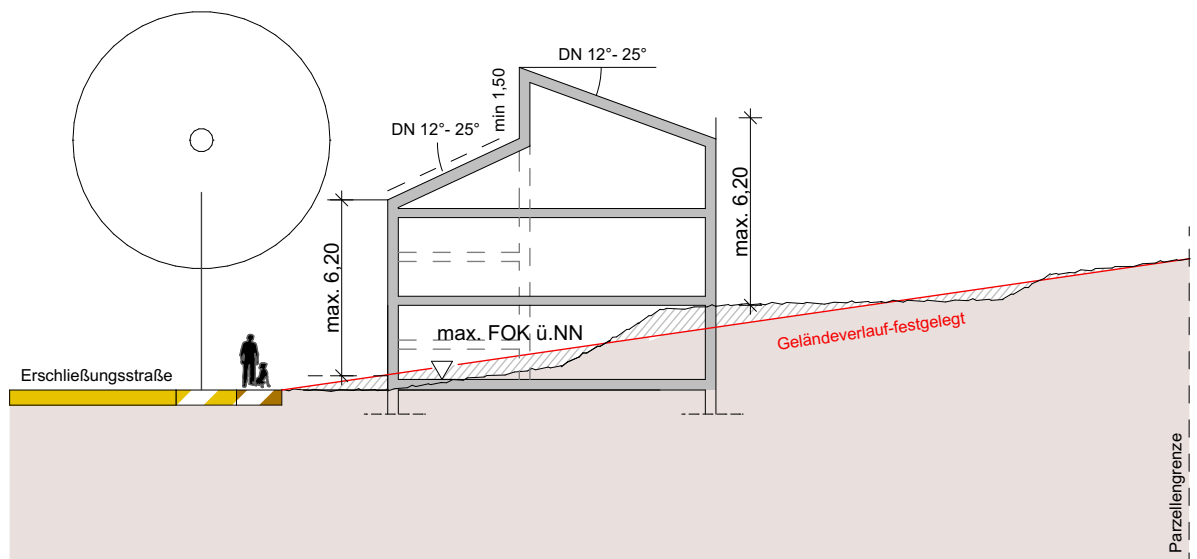 DN 12°- 25°
min 1,50
DN 12°- 25°
max. 6,20
max. 6,20
max. FOK ü.NN
Geländeverlauf-festgelegt
Erschließungsstraße
Parzellengrenze